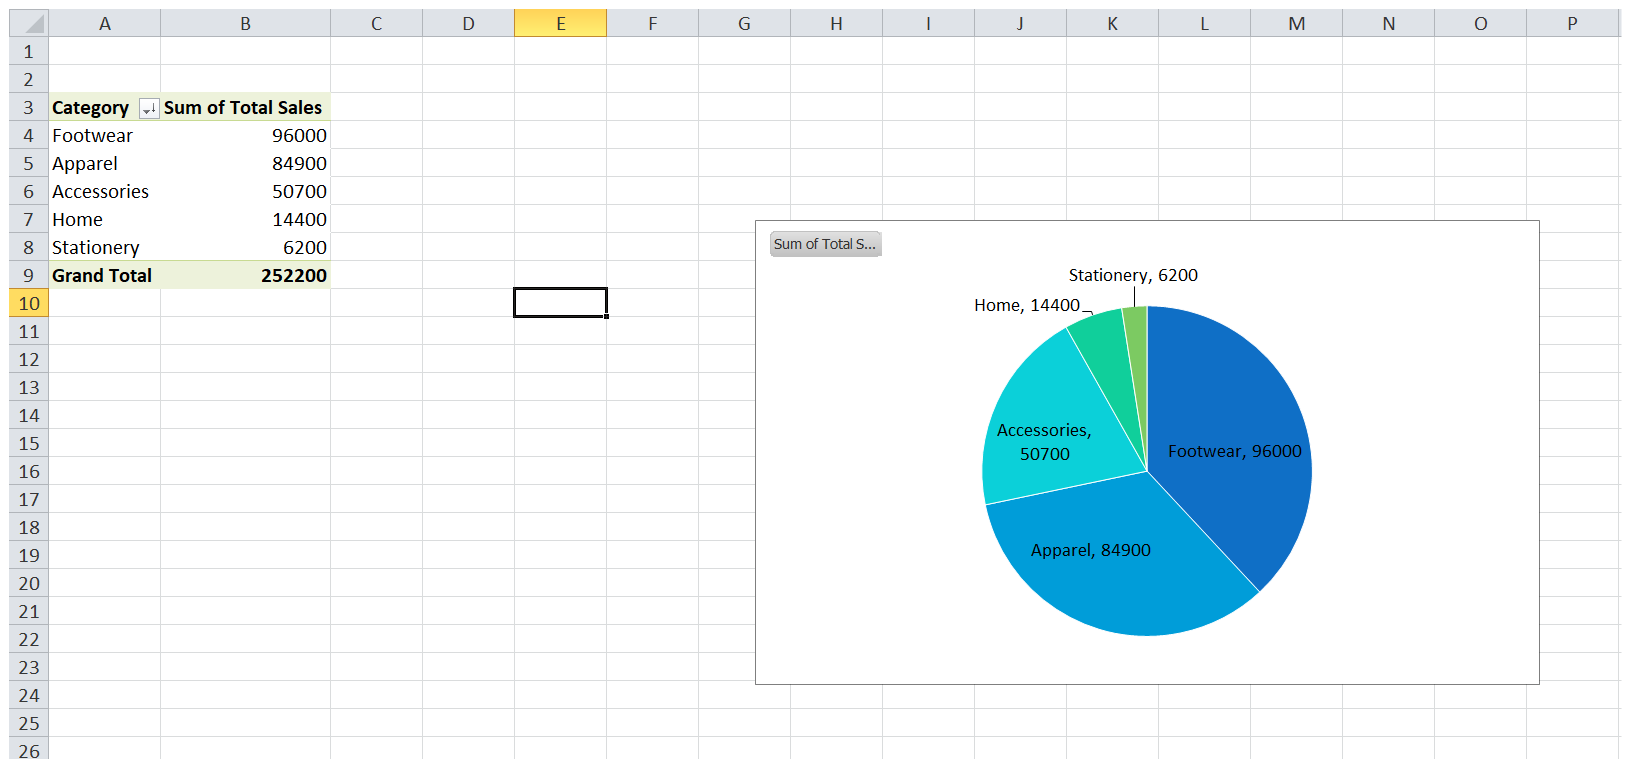 A B C D E F G H I J K L M N O P
1
2
3 Category Sum of Total Sales
4 Footwear 96000
5 Apparel 84900
6 Accessories 50700
7 Home 14400
8 Stationery 6200
9 Grand Total 252200
10
11
12
13
14
15
16
17
18
19
20
21
22
23
24
25
26
Sum of Total S...
Stationery, 6200
Home, 14400
Accessories,
50700
Footwear, 96000
Apparel, 84900